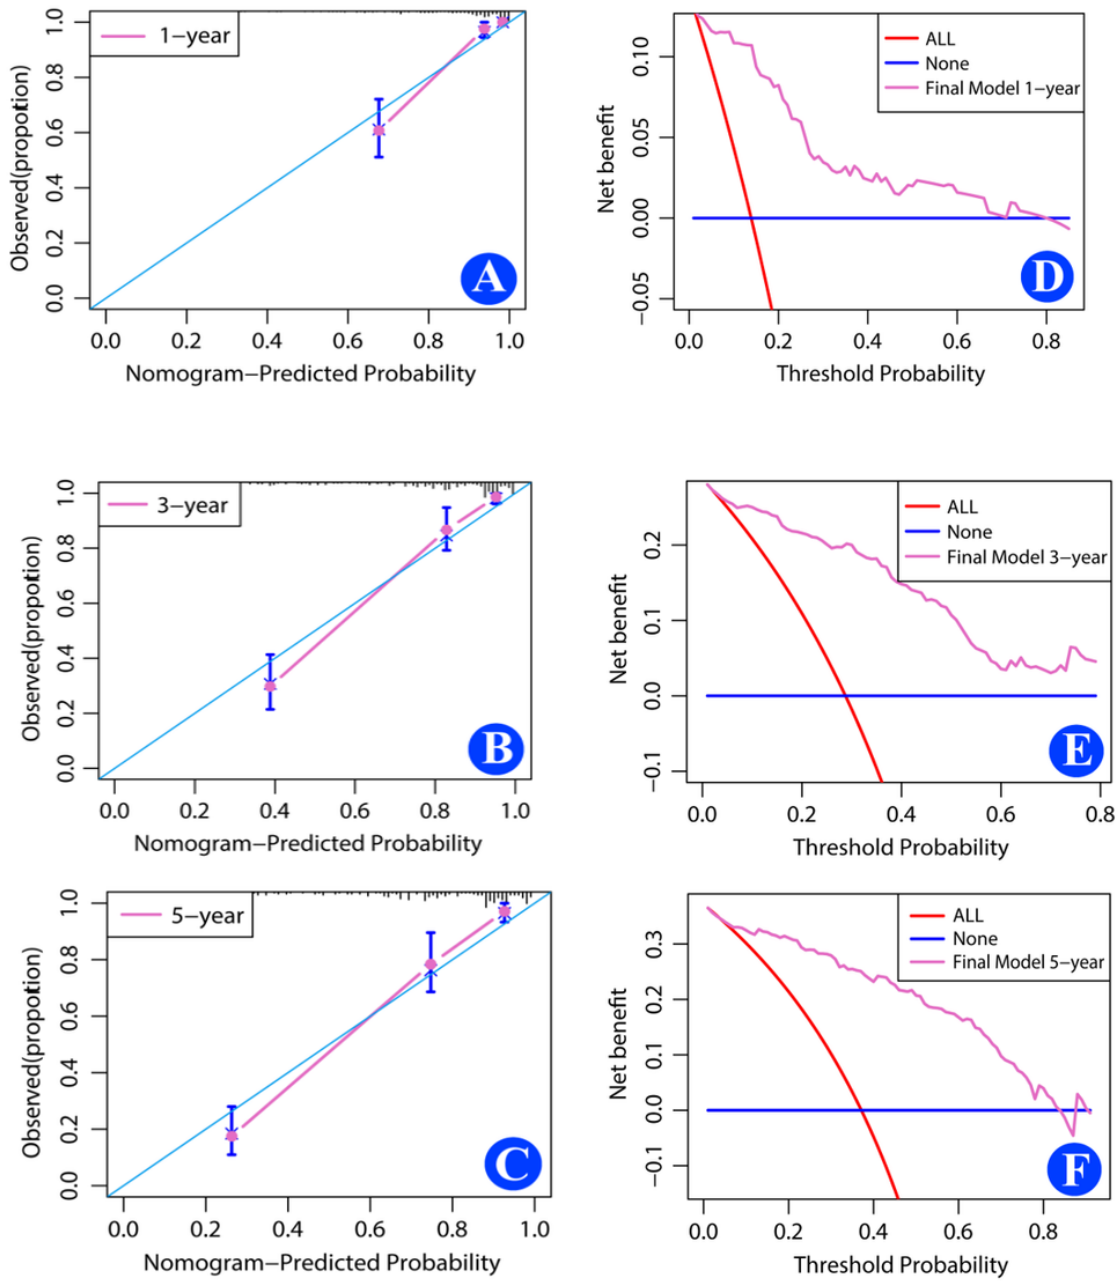 1−year
Observed(propotion)
0.0 0.2 0.4 0.6 0.8 1.0
0.0 0.2 0.4 0.6 0.8 1.0
Nomogram−Predicted Probability
A
ALL
None
Final Model 1−year
Net benefit
−0.05 0.00 0.05 0.10
0.0 0.2 0.4 0.6 0.8
Threshold Probability
D
3−year
Observed(propotion)
0.0 0.2 0.4 0.6 0.8 1.0
0.0 0.2 0.4 0.6 0.8 1.0
Nomogram−Predicted Probability
B
ALL
None
Final Model 3−year
Net benefit
−0.1 0.0 0.1 0.2
0.0 0.2 0.4 0.6 0.8
Threshold Probability
E
5−year
Observed(propotion)
0.0 0.2 0.4 0.6 0.8 1.0
0.0 0.2 0.4 0.6 0.8 1.0
Nomogram−Predicted Probability
C
ALL
None
Final Model 5−year
Net benefit
−0.1 0.0 0.1 0.2 0.3
0.0 0.2 0.4 0.6 0.8
Threshold Probability
F